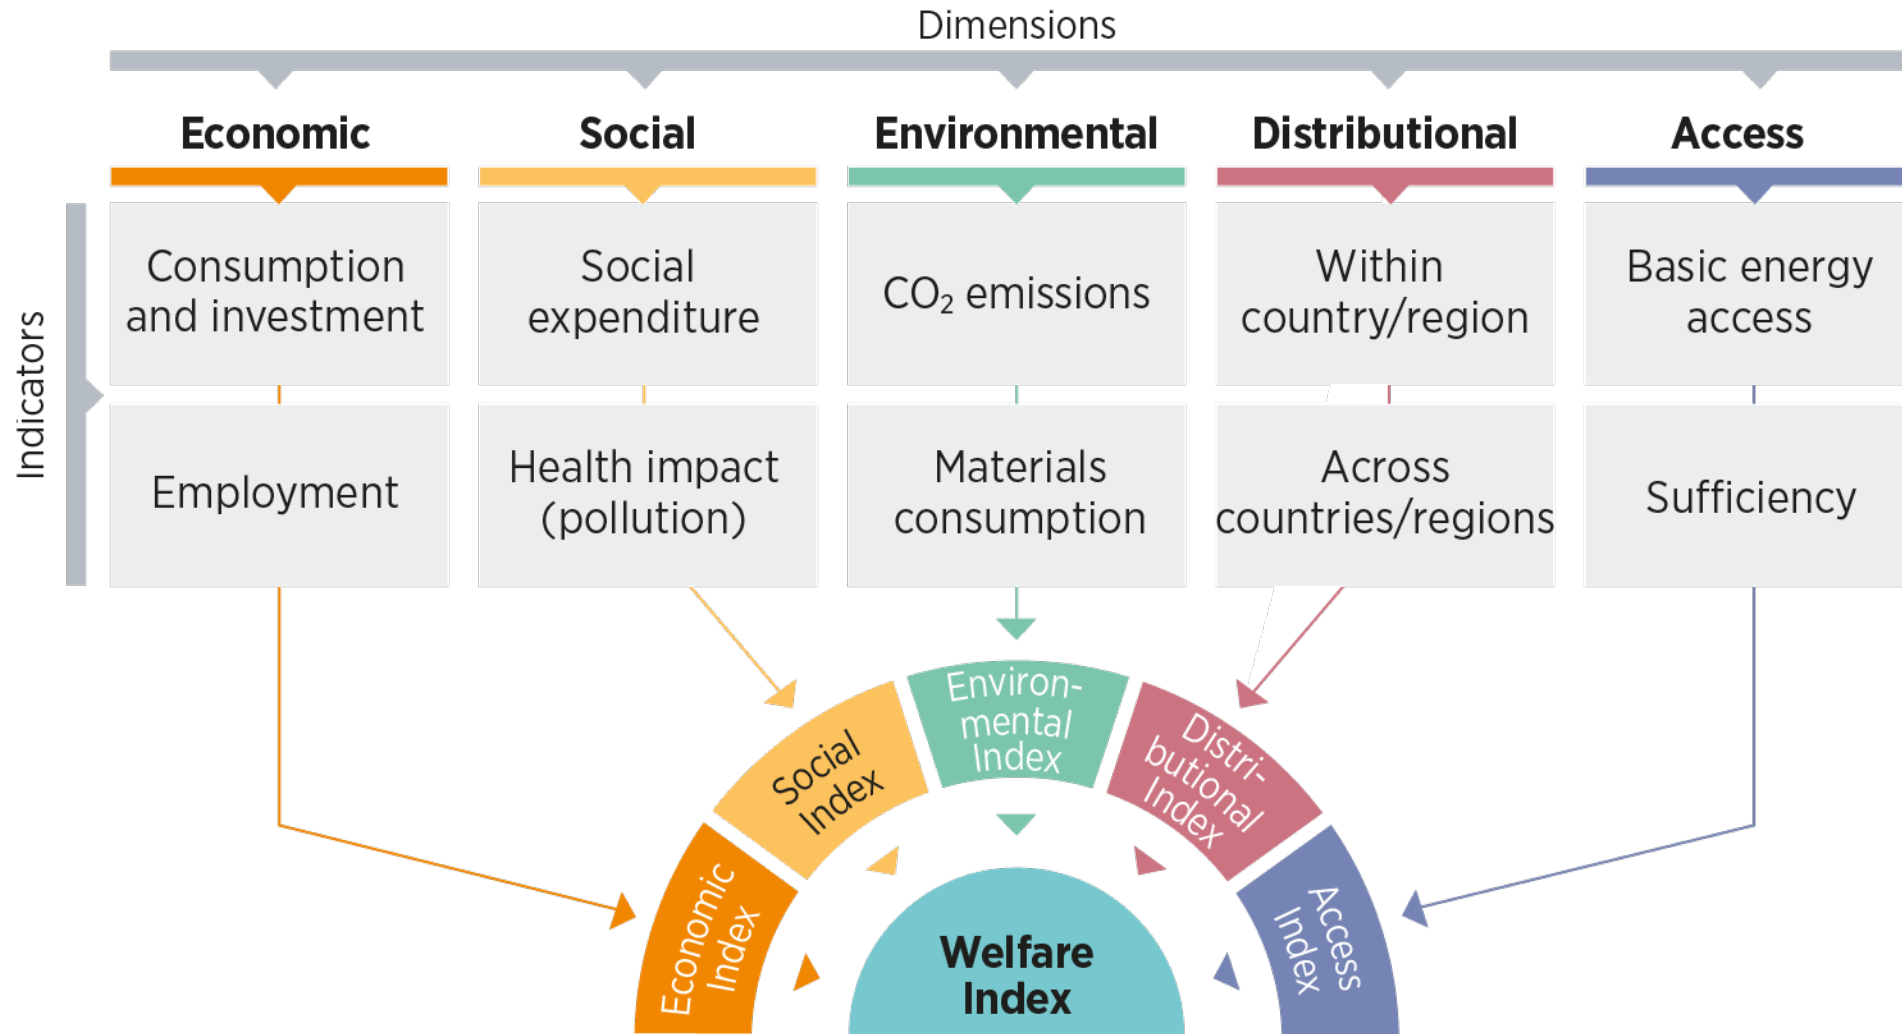 Dimensions
Economic
Social
Environmental
Distributional
Access
Indicators
Consumption
and investment
Social
expenditure
CO₂ emissions
Within
country/region
Basic energy
access
Employment
Health impact
(pollution)
Materials
consumption
Across
countries/regions
Sufficiency
Economic
Index
Social
Index
Environ-
mental
Index
Distri-
butional
Index
Access
Index
Welfare
Index